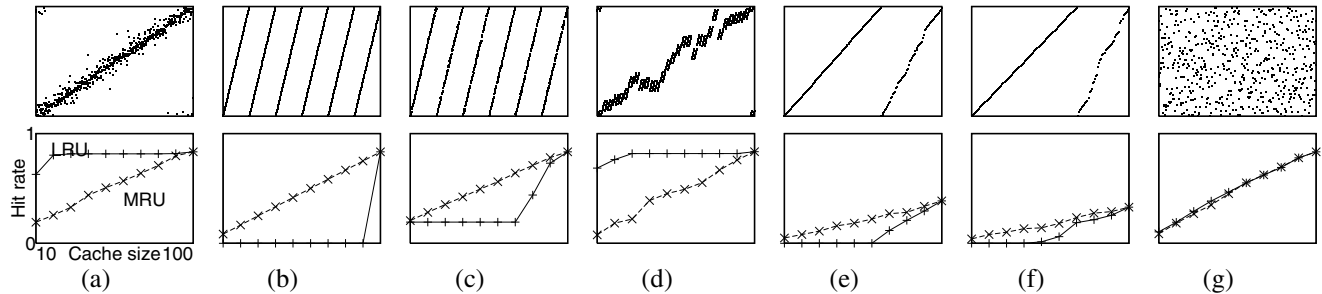 1
LRU
Hit rate
MRU
0
10 Cache size 100
(a) (b) (c) (d) (e) (f) (g)